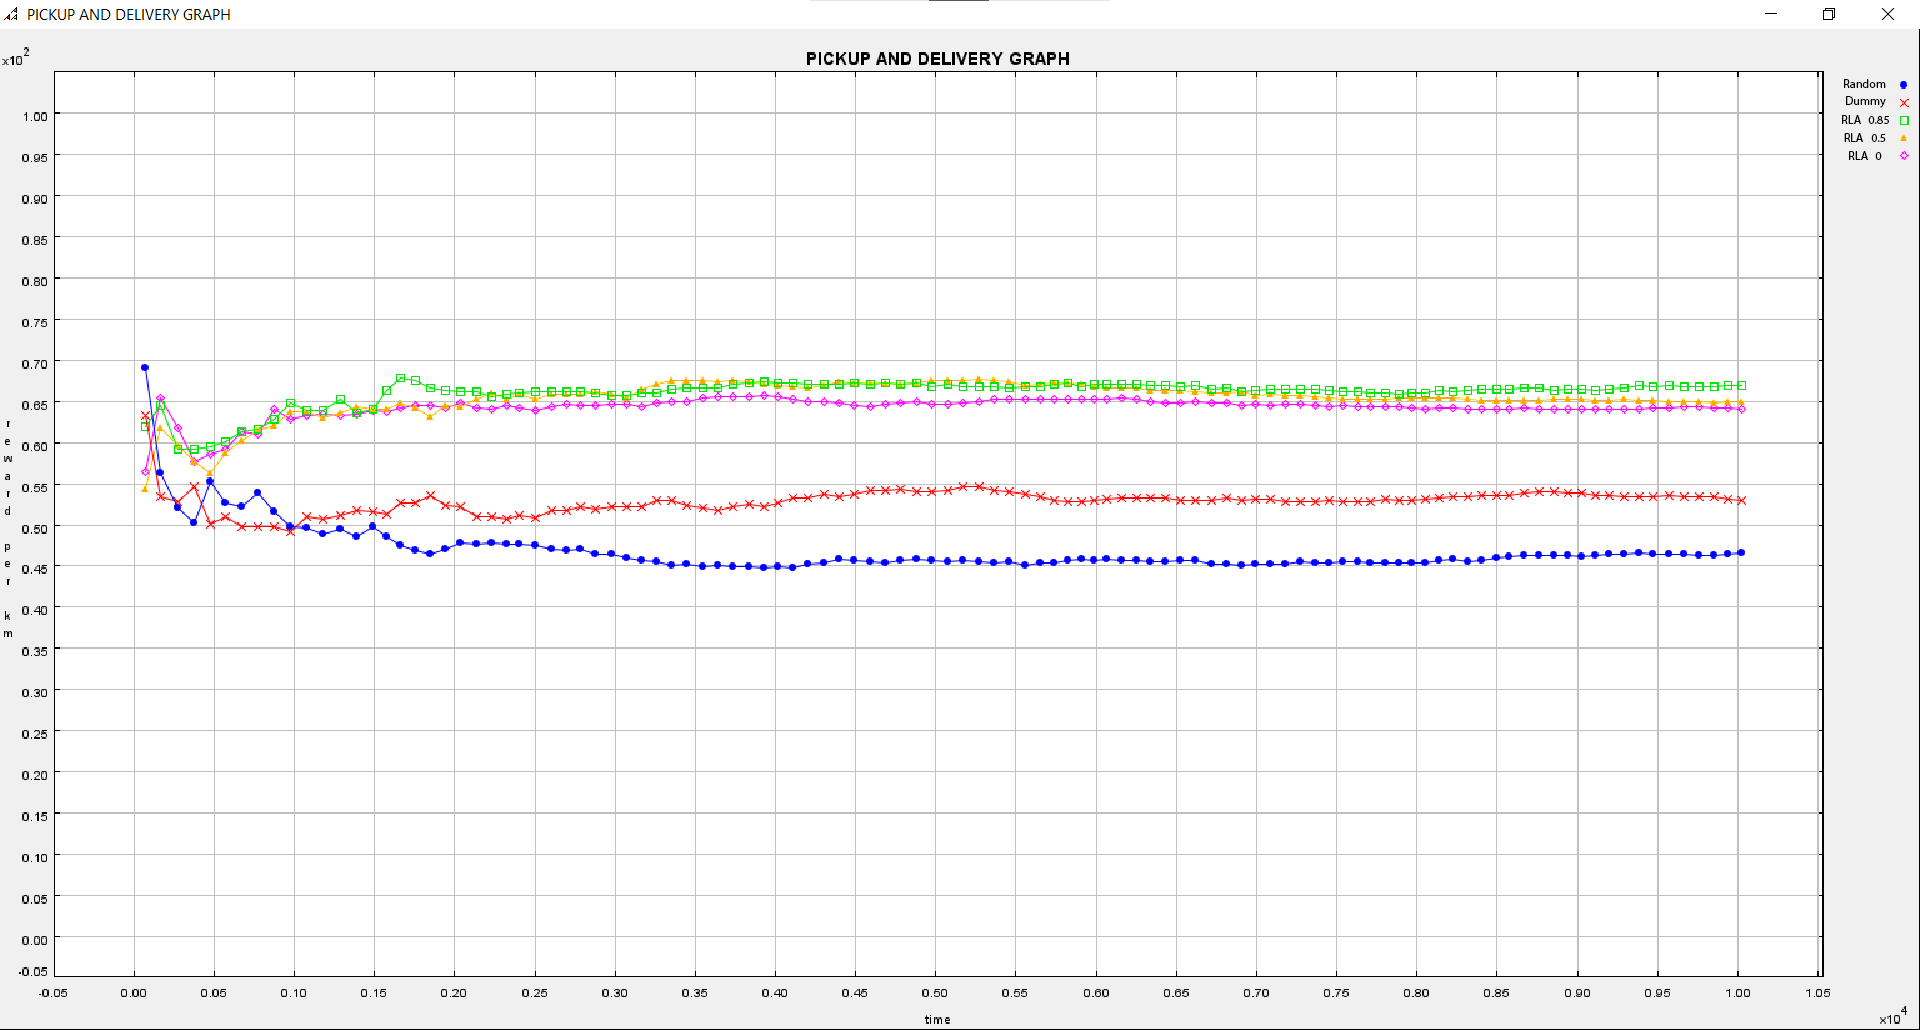 PICKUP AND DELIVERY GRAPH
x10 2
PICKUP AND DELIVERY GRAPH
Random
Dummy
RLA 0.85
RLA 0.5
RLA 0
1.00
0.95
0.90
0.85
0.80
0.75
0.70
0.65
0.60
0.55
0.50
0.45
0.40
0.35
0.30
0.25
0.20
0.15
0.10
0.05
0.00
-0.05
reward per km
-0.05 0.00 0.05 0.10 0.15 0.20 0.25 0.30 0.35 0.40 0.45 0.50 0.55 0.60 0.65 0.70 0.75 0.80 0.85 0.90 0.95 1.00 1.05
time
x10 4